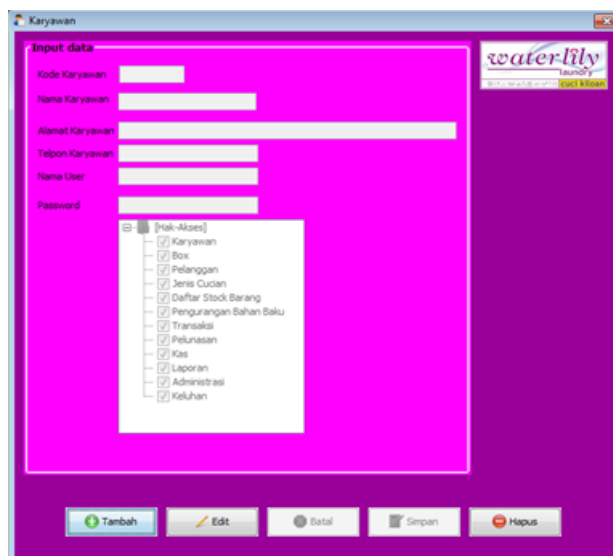 Karyawan
Input data
waterlily
laundry
cuci kiloan
Kode Karyawan
Nama Karyawan
Alamat Karyawan
Telpon Karyawan
Nama User
Password
[Hak-Akses]
Karyawan
Box
Pelanggan
Jenis Cucian
Daftar Stock Barang
Pengurangan Bahan Baku
Transaksi
Pelunasan
Kas
Laporan
Administrasi
Keluhan
Tambah
Edit
Batal
Simpan
Hapus